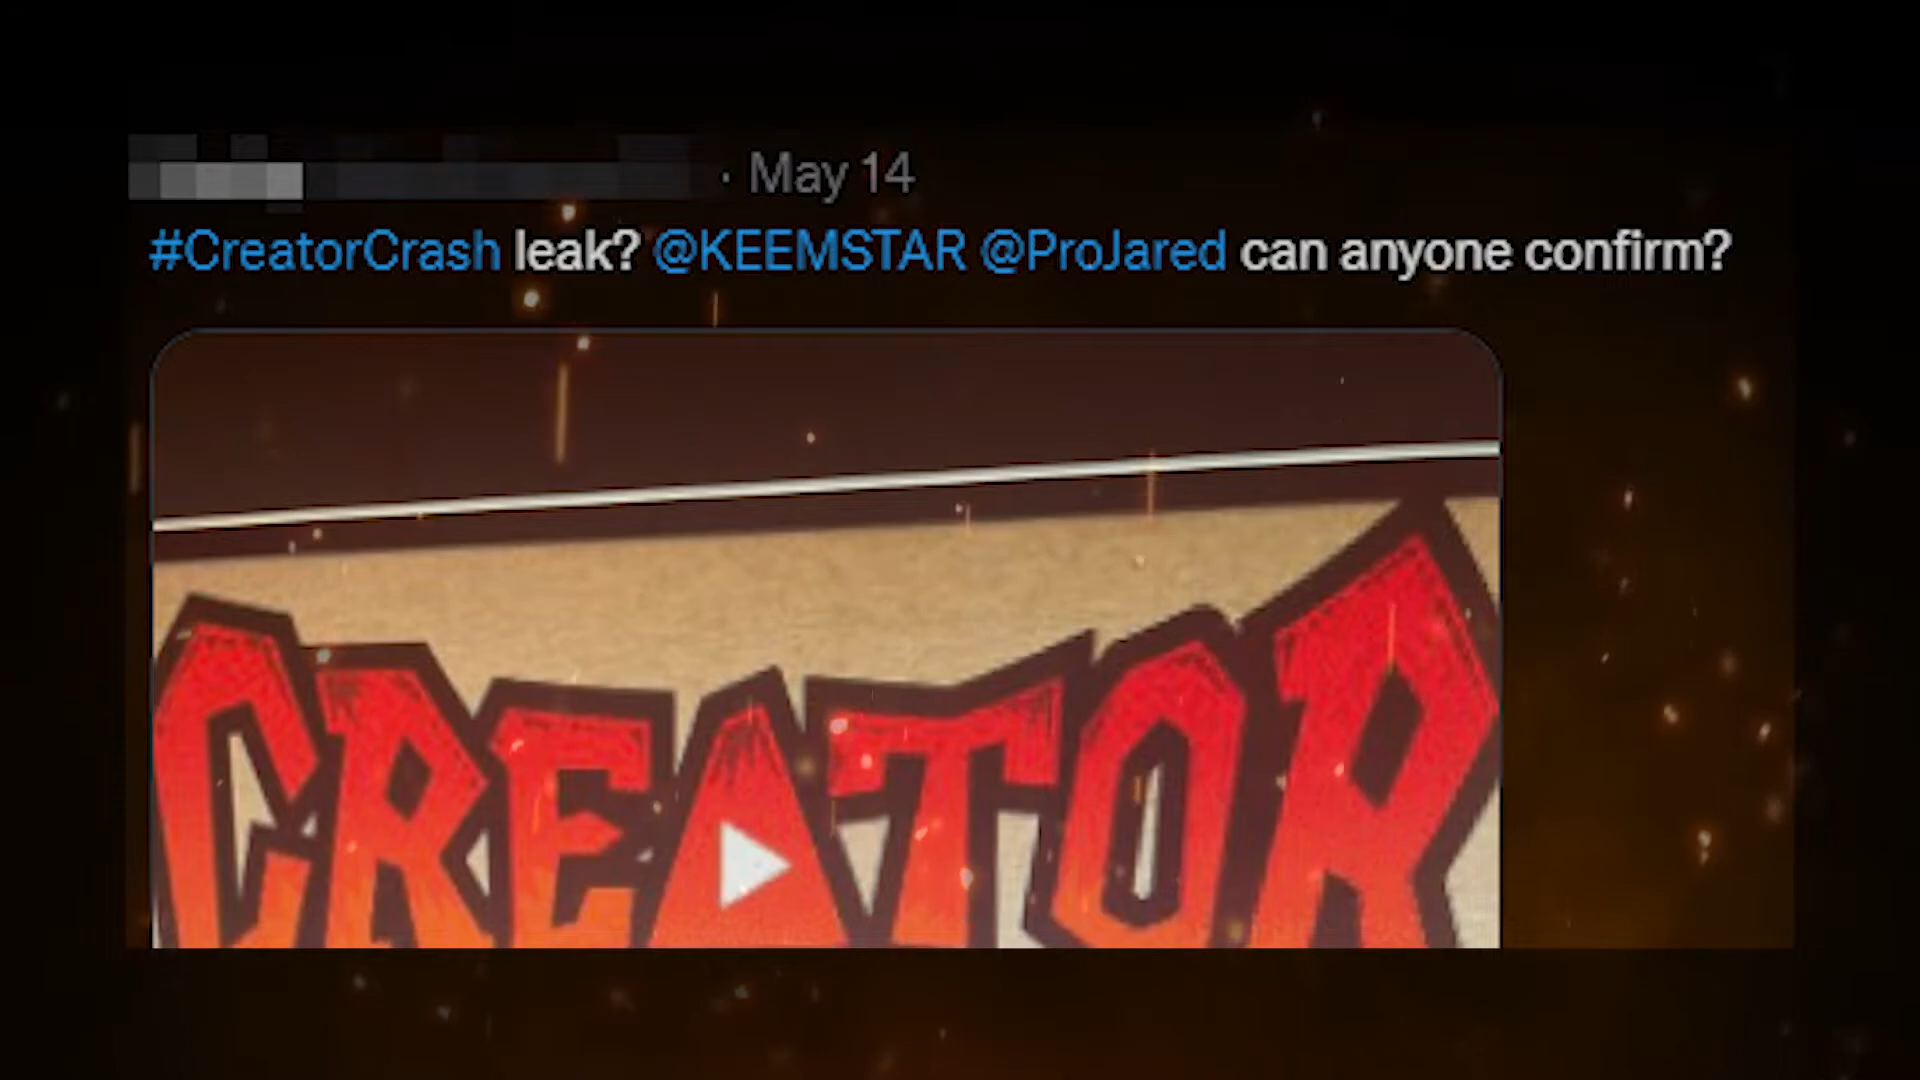 · May 14
#CreatorCrash leak? @KEEMSTAR @ProJared can anyone confirm?
CREATOR